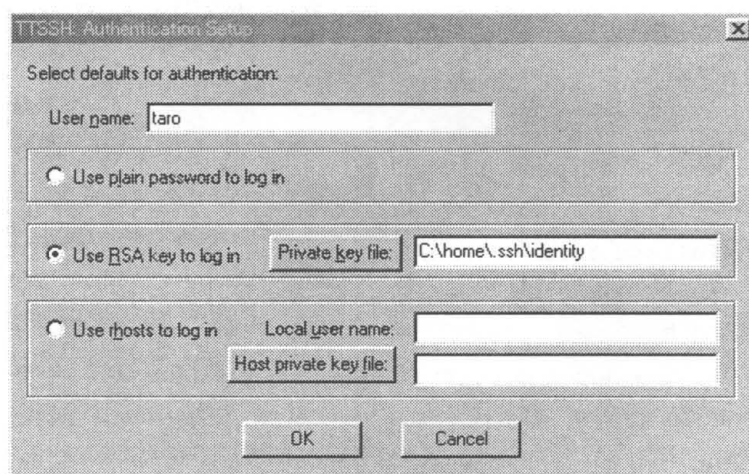 TTSSH: Authentication Setup
Select defaults for authentication:
User name: taro
Use plain password to log in
Use RSA key to log in Private key file: C:\home\.ssh\identity
Use rhosts to log in Local user name:
Host private key file:
OK Cancel